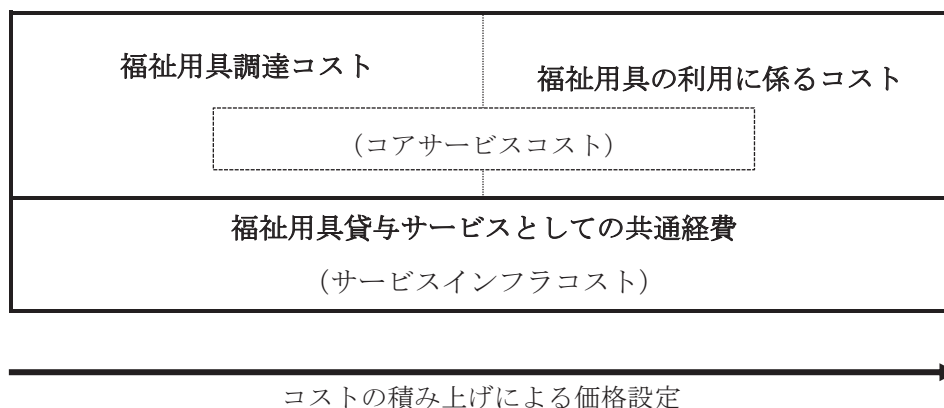 福祉用具調達コスト
福祉用具の利用に係るコスト
（コアサービスコスト）
福祉用具貸与サービスとしての共通経費
（サービスインフラコスト）
コストの積み上げによる価格設定